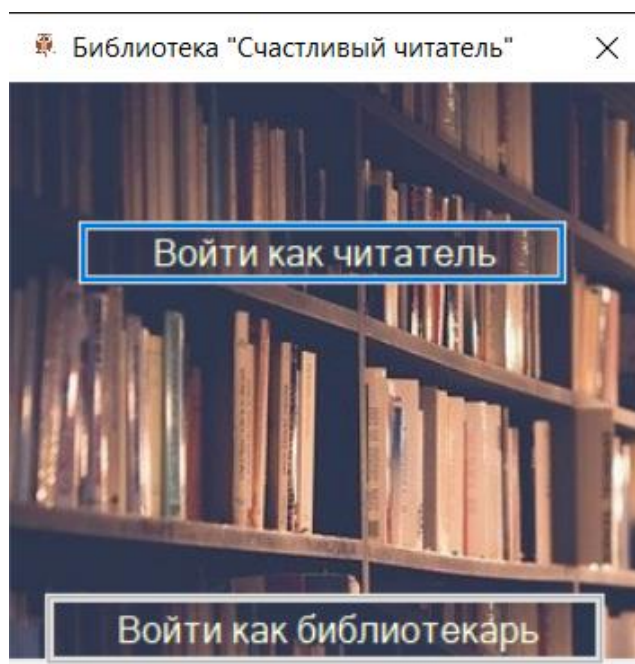 Библиотека "Счастливый читатель"
Войти как читатель
Войти как библиотекарь